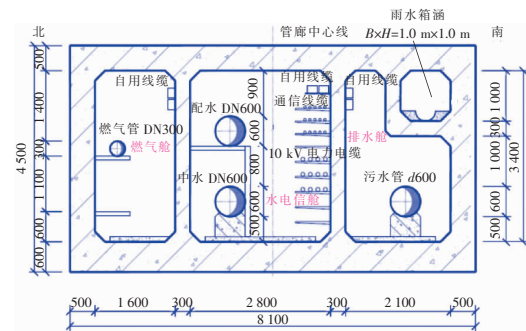 雨水箱涵
北
管廊中心线
B×H=1.0 m×1.0 m
南
500
自用线缆
900
自用线缆
自用线缆
配水 DN600
通信线缆
1 400
1 000
燃气管 DN300
燃气舱
600
排水舱
300
4 500
300
800
10 kV 电力电缆
3 400
1 100
中水 DN600
水电信舱
污水管 d600
1 000
600
600
600
500
500
600
500
1 600
300
2 800
300
2 100
500
8 100